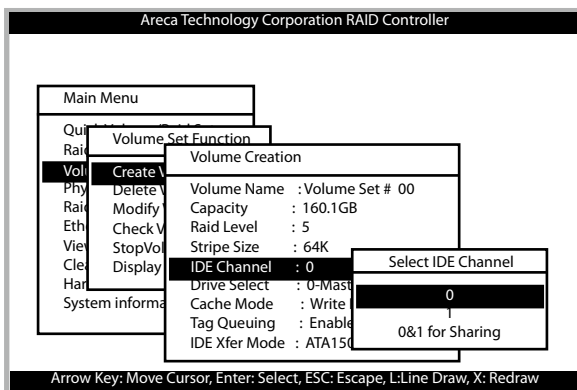 Areca Technology Corporation RAID Controller
Main Menu
Volume Set Function
Volume Creation
Create
Delete
Modify
Check
Display
System
Volume Name : Volume Set # 00
Capacity : 160.1GB
Raid Level : 5
Stripe Size : 64K
IDE Channel : 0
Drive Select : 0-
Cache Mode : Write
Tag Queuing : Enable
IDE Xfer Mode :
Select IDE Channel
0
1
0&1 for Sharing
Arrow Key: Move Cursor, Enter: Select, ESC: Escape, L:Line Draw, X: Redraw